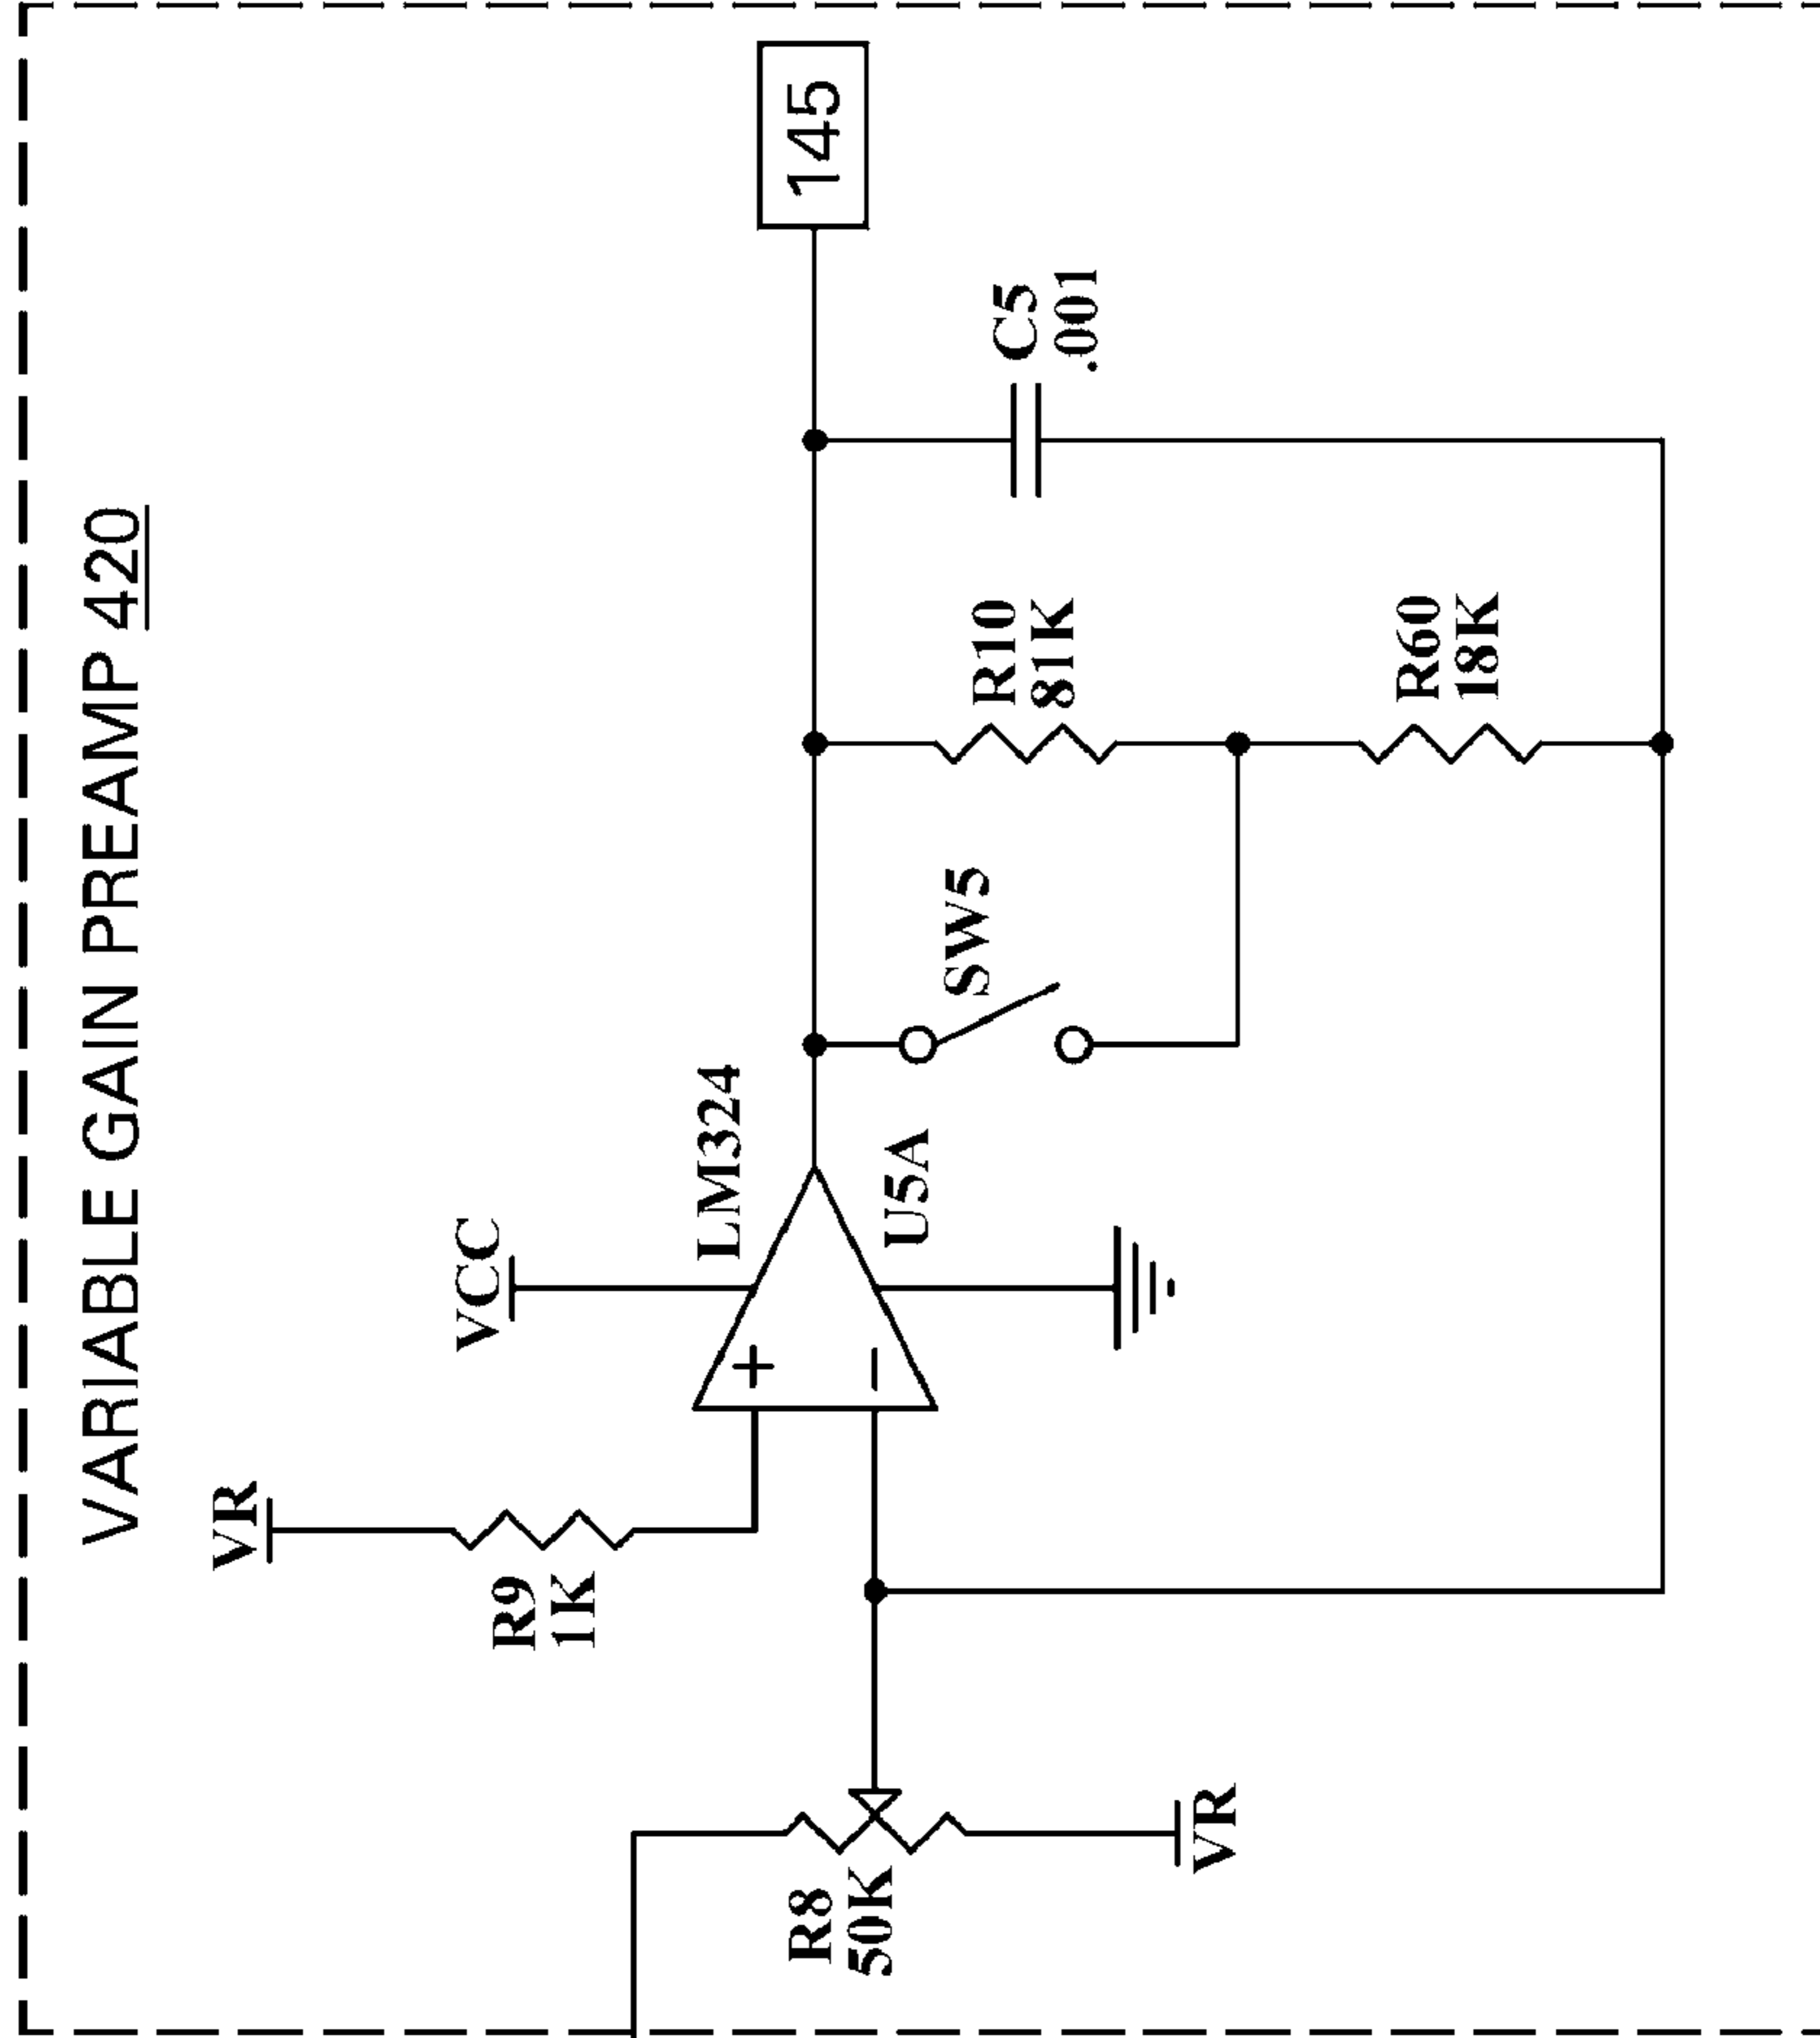 VARIABLE GAIN PREAMP 420
VR
R9
1K
VCC
LM324
U5A
R8
50K
VR
SW5
R10
81K
R60
18K
C5
.001
145
+
−